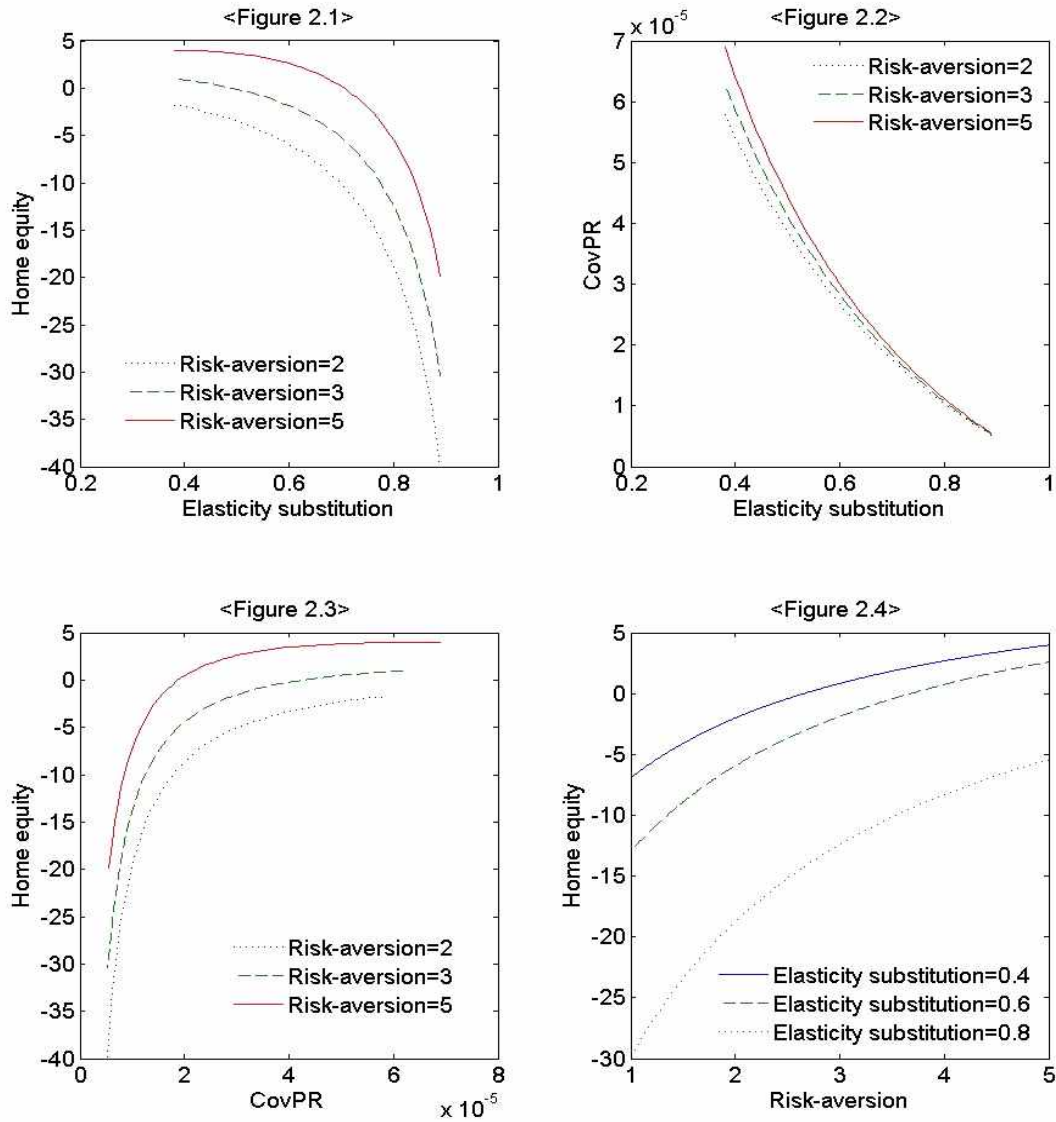 <Figure 2.1>
5
0
-5
-10
-15
-20
-25
-30
-35
-40
Home equity
Risk-aversion=2
Risk-aversion=3
Risk-aversion=5
0.2
0.4
0.6
0.8
1
Elasticity substitution
<Figure 2.2>
x 10-5
7
6
5
4
3
2
1
0
CovPR
Risk-aversion=2
Risk-aversion=3
Risk-aversion=5
0.2
0.4
0.6
0.8
1
Elasticity substitution
<Figure 2.3>
5
0
-5
-10
-15
-20
-25
-30
-35
-40
Home equity
Risk-aversion=2
Risk-aversion=3
Risk-aversion=5
0
2
4
6
8
CovPR
x 10-5
<Figure 2.4>
5
0
-5
-10
-15
-20
-25
-30
Home equity
Elasticity substitution=0.4
Elasticity substitution=0.6
Elasticity substitution=0.8
1
2
3
4
5
Risk-aversion